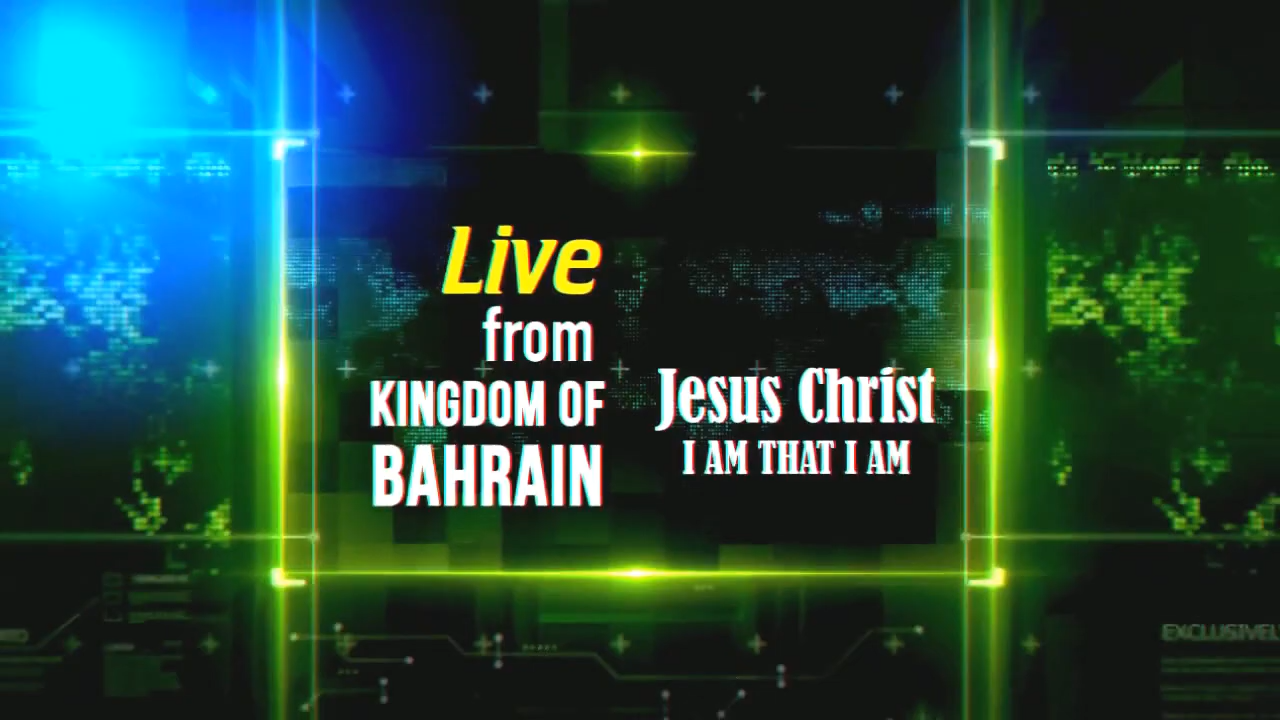 Live
from
KINGDOM OF
BAHRAIN
Jesus Christ
I AM THAT I AM